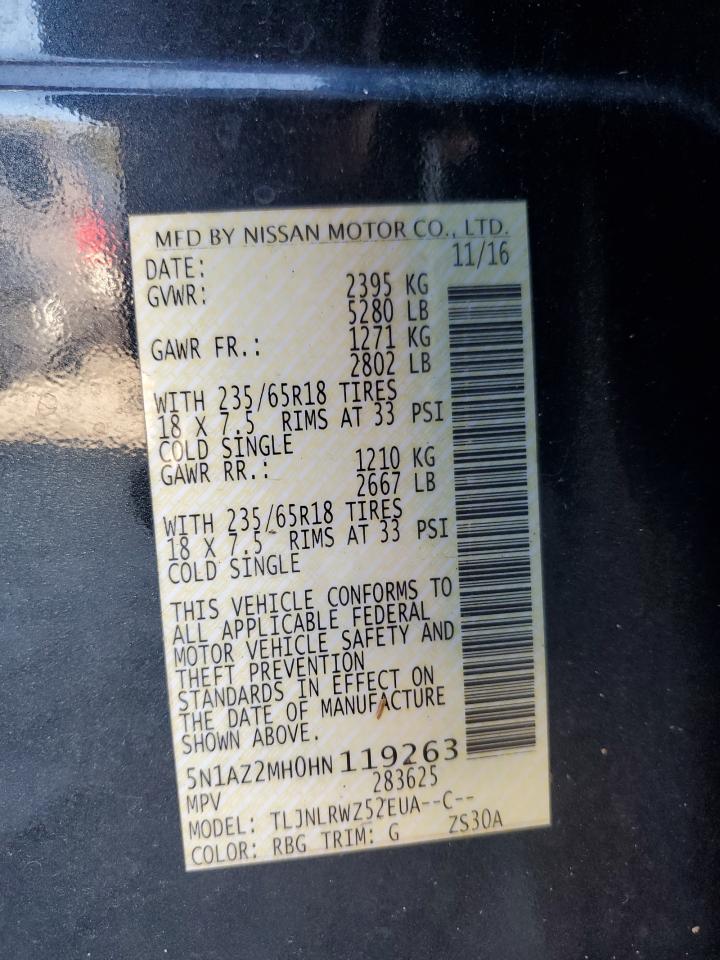 MFD BY NISSAN MOTOR CO., LTD.
DATE: 11/16
GVWR: 2395 KG
5280 LB
GAWR FR.: 1271 KG
2802 LB
WITH 235/65R18 TIRES
18 X 7.5 RIMS AT 33 PSI
COLD SINGLE
GAWR RR.: 1210 KG
2667 LB
WITH 235/65R18 TIRES
18 X 7.5 RIMS AT 33 PSI
COLD SINGLE
THIS VEHICLE CONFORMS TO
ALL APPLICABLE FEDERAL
MOTOR VEHICLE SAFETY AND
THEFT PREVENTION
STANDARDS IN EFFECT ON
THE DATE OF MANUFACTURE
SHOWN ABOVE.
5N1AZ2MH0HN119263
MPV 283625
MODEL: TLJNLRWZ52EUA--C--
COLOR: RBG TRIM: G ZS30A